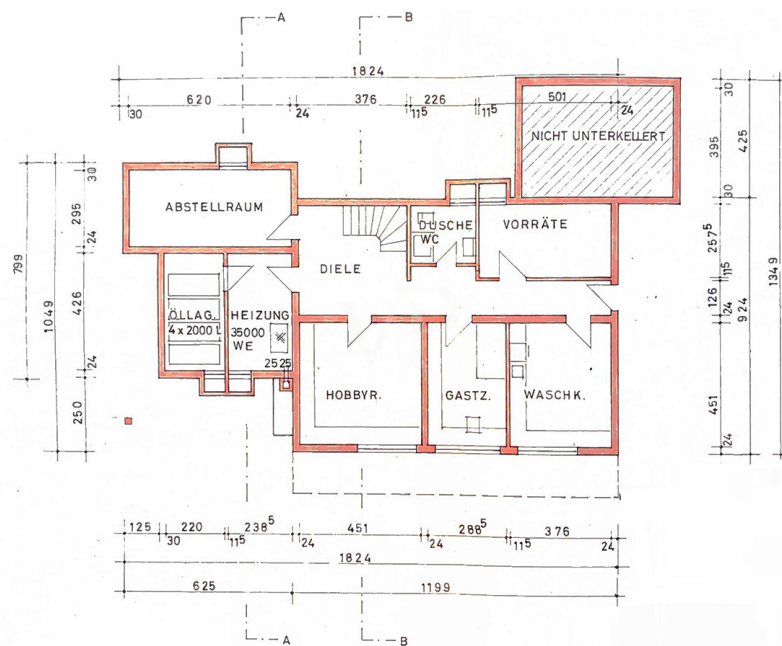 A
B
1824
30
620
24
376
11⁵
226
11⁵
501
24
30
395
30
425
NICHT UNTERKELLERT
30
295
24
799
1049
426
24
250
ABSTELLRAUM
DUSCHE
WC
VORRÄTE
DIELE
257⁵
11⁵
126
24
924
1349
ÖLLAG.
4 x 2000 L
HEIZUNG
35000
WE
25 25
HOBBYR.
GASTZ.
WASCHK.
451
24
125
30
220
11⁵
238⁵
24
451
24
286⁵
11⁵
376
24
1824
625
1199
A
B